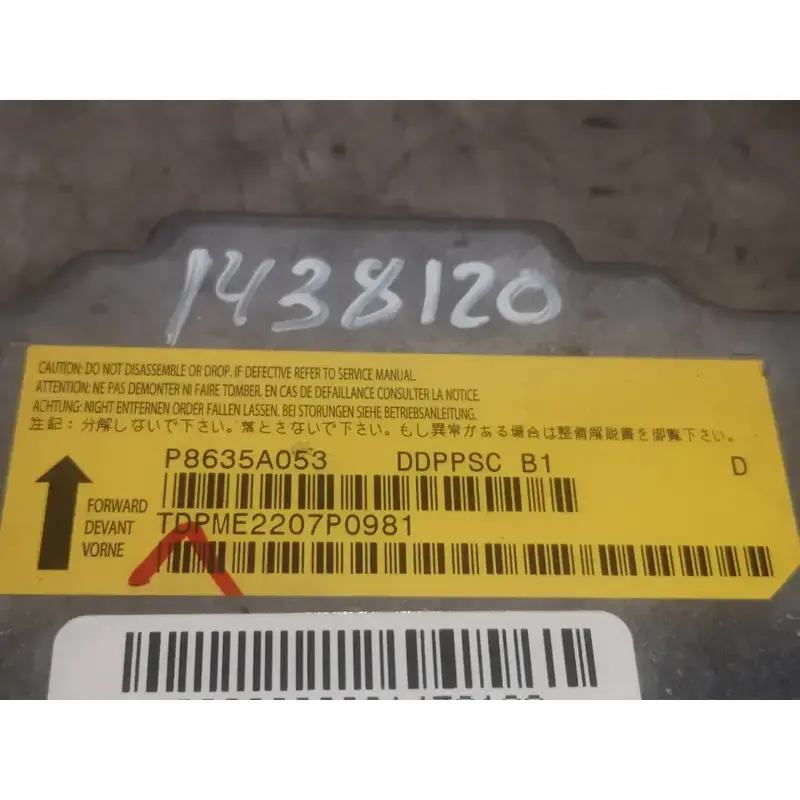 1438120
CAUTION: DO NOT DISASSEMBLE OR DROP. IF DEFECTIVE REFER TO SERVICE MANUAL.
ATTENTION: NE PAS DEMONTER NI FAIRE TOMBER. EN CAS DE DEFAILLANCE CONSULTER LA NOTICE.
ACHTUNG: NIGHT ENTFERNEN ORDER FALLEN LASSEN. BEI STORUNGEN SIEHE BETRIEBSANLEITUNG.
注記：分解しないで下さい。落とさないで下さい。もし異常がある場合は整備解説書を御覧下さい。
P8635A053 DDPPSC B1 D
FORWARD
DEVANT
VORNE
TDPME2207P0981